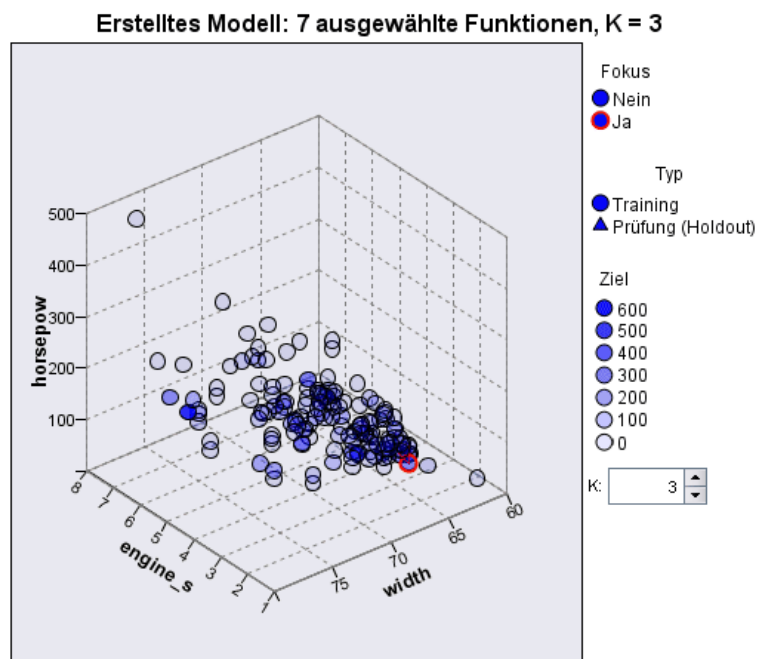 Erstelltes Modell: 7 ausgewählte Funktionen, K = 3
Fokus
Nein
Ja
Typ
Training
Prüfung (Holdout)
Ziel
600
500
400
300
200
100
0
K: 3
horsepow
500
400
300
200
100
engine_s
8
7
6
5
4
3
2
1
width
75
70
65
60